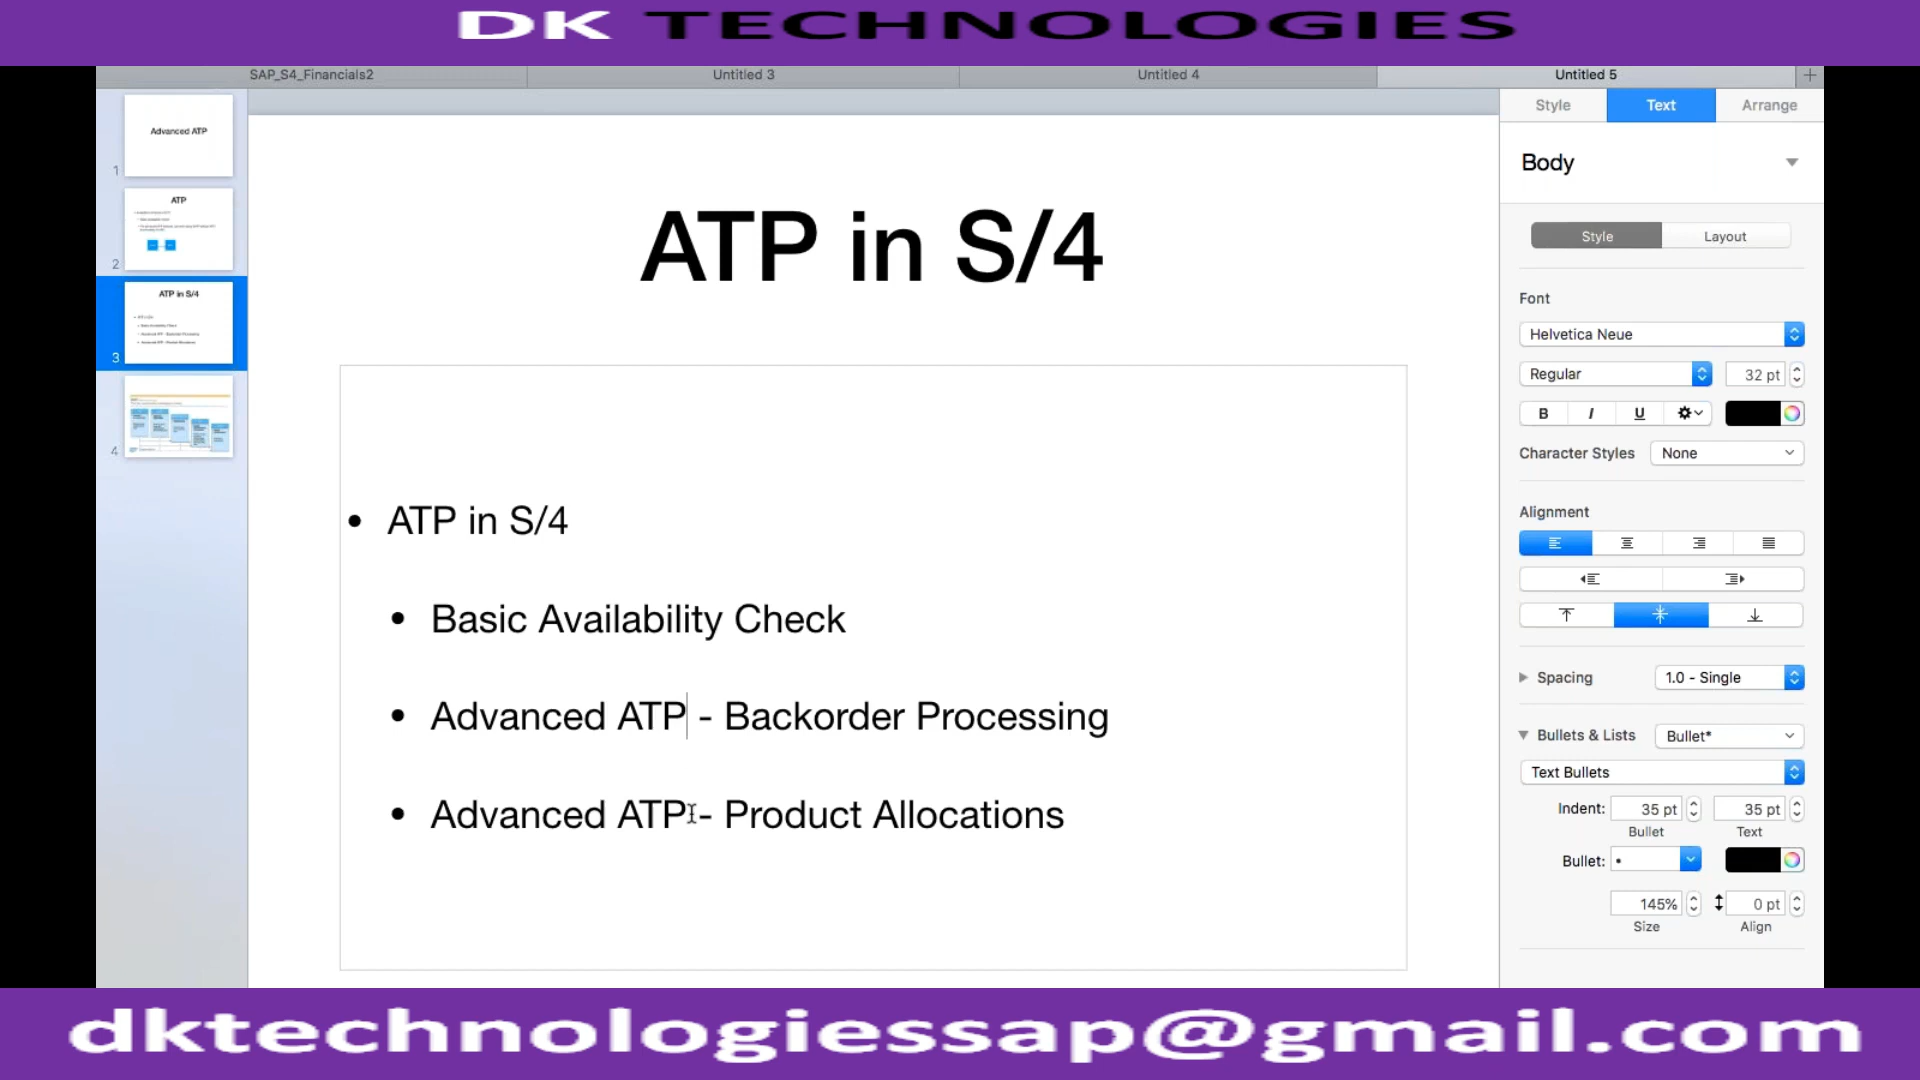 DK TECHNOLOGIES
SAP_S4_Financials2
Untitled 3
Untitled 4
Untitled 5
+
Style
Text
Arrange
Advanced ATP
1
ATP
2
ATP in S/4
3
4
ATP in S/4
• ATP in S/4
• Basic Availability Check
• Advanced ATP - Backorder Processing
• Advanced ATP - Product Allocations
Body
Style
Layout
Font
Helvetica Neue
Regular
32 pt
B
I
U
Character Styles
None
Alignment
Spacing
1.0 - Single
Bullets & Lists
Bullet*
Text Bullets
Indent:
35 pt
35 pt
Bullet
Text
Bullet:
•
145%
0 pt
Size
Align
dktechnologiessap@gmail.com